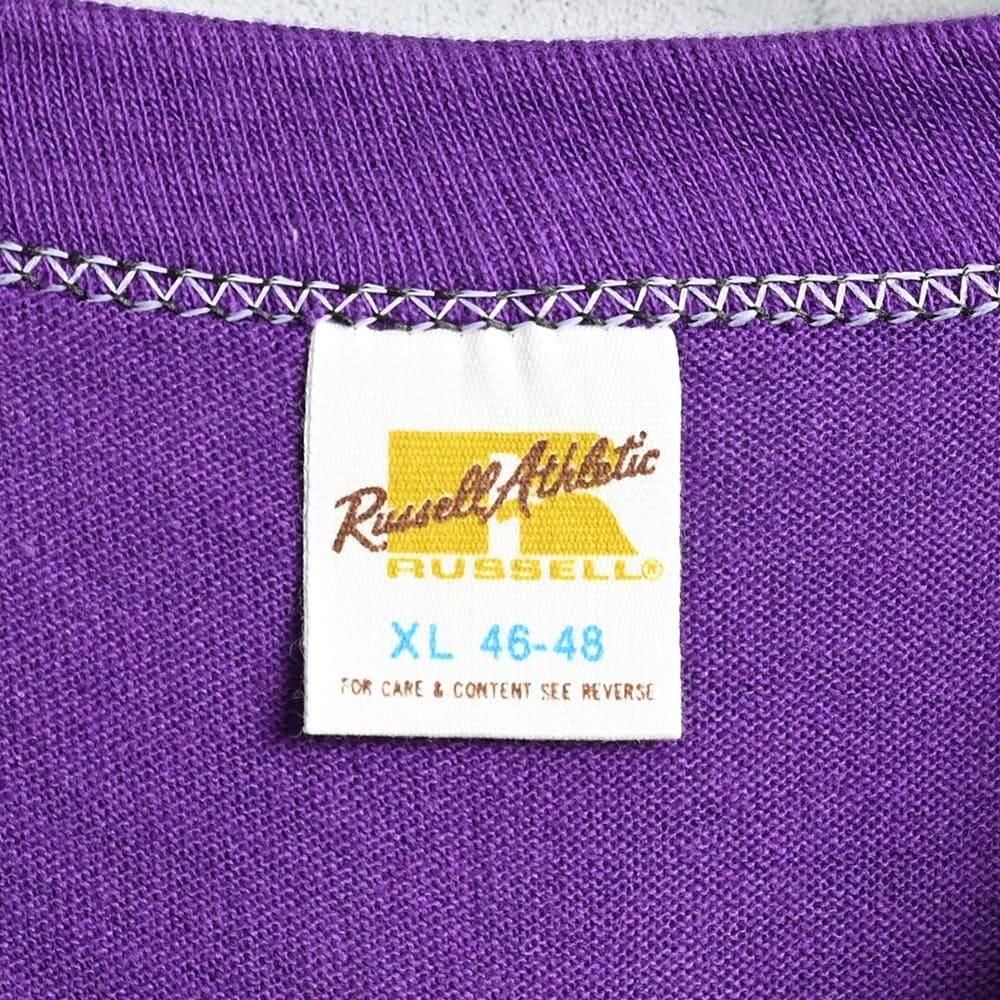 Russell Athletic
RUSSELL®
XL 46-48
FOR CARE & CONTENT SEE REVERSE